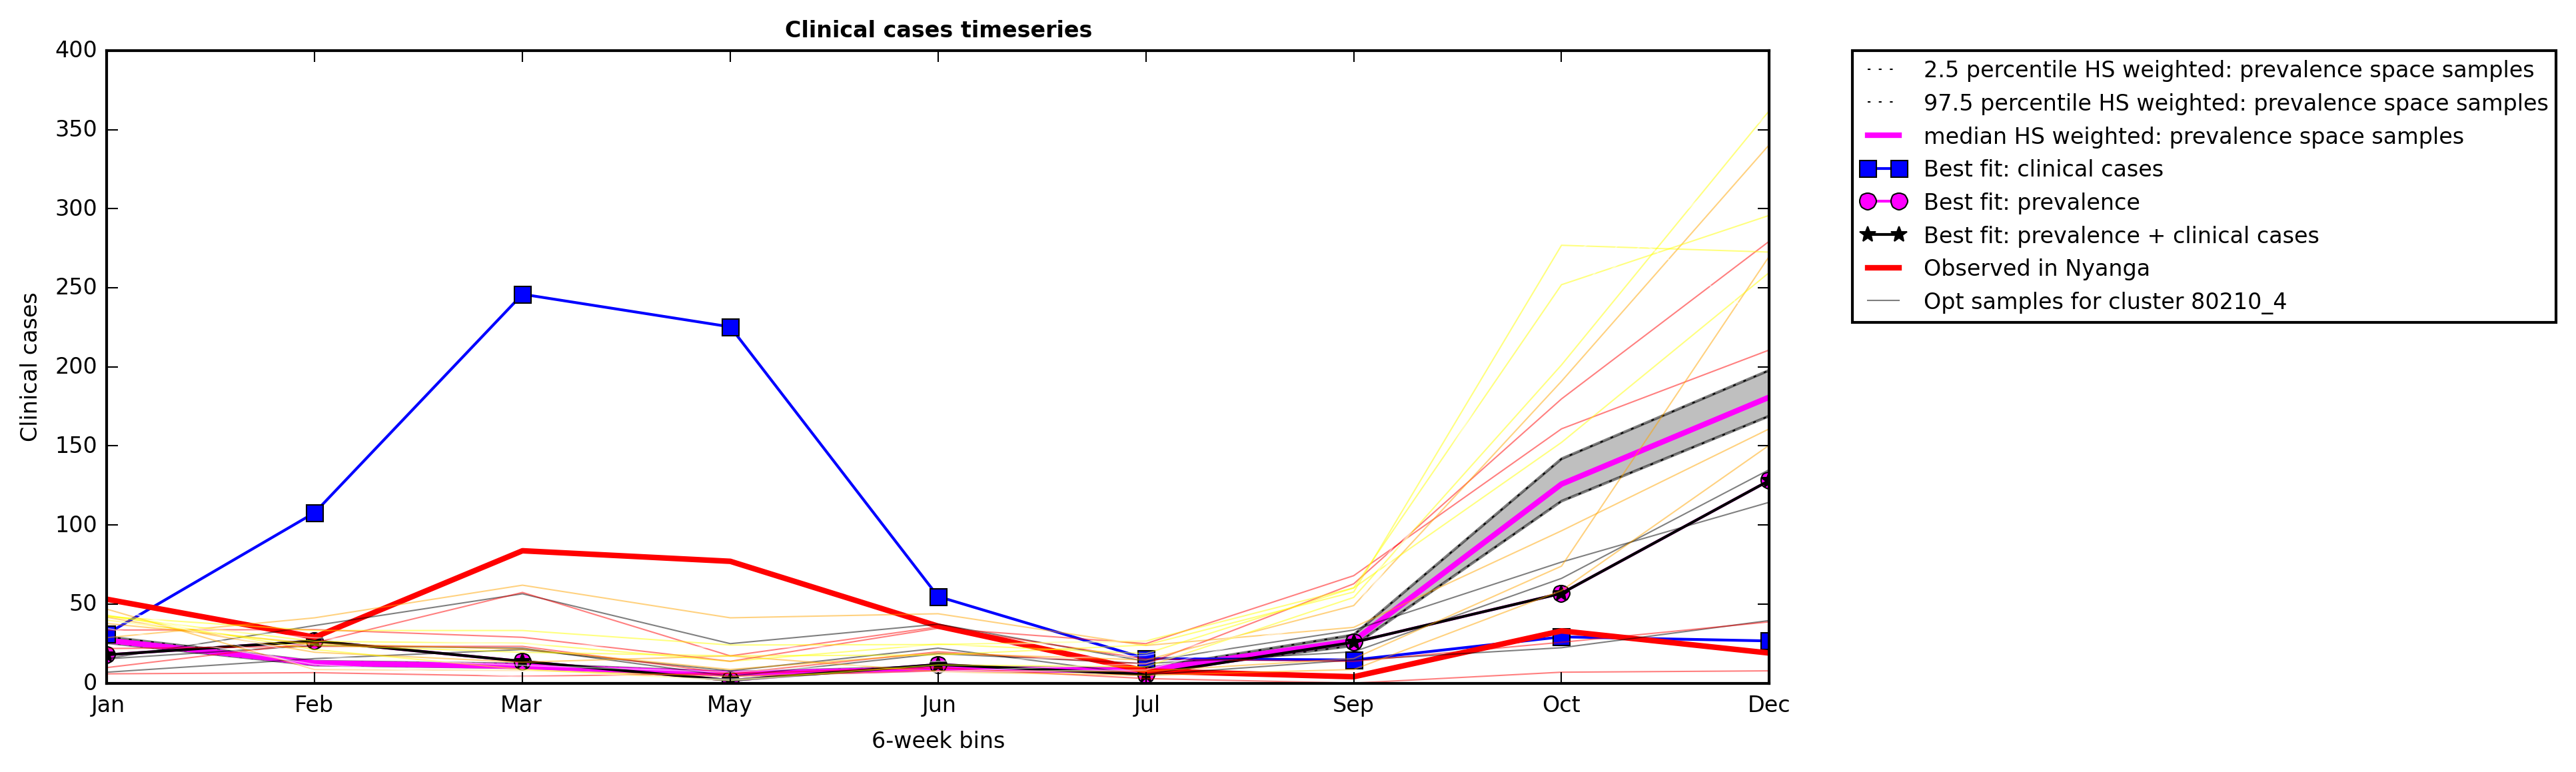 Clinical cases timeseries
400
350
300
250
200
150
100
50
0
Clinical cases
Jan Feb Mar May Jun Jul Sep Oct Dec
6-week bins
2.5 percentile HS weighted: prevalence space samples
97.5 percentile HS weighted: prevalence space samples
median HS weighted: prevalence space samples
Best fit: clinical cases
Best fit: prevalence
Best fit: prevalence + clinical cases
Observed in Nyanga
Opt samples for cluster 80210_4